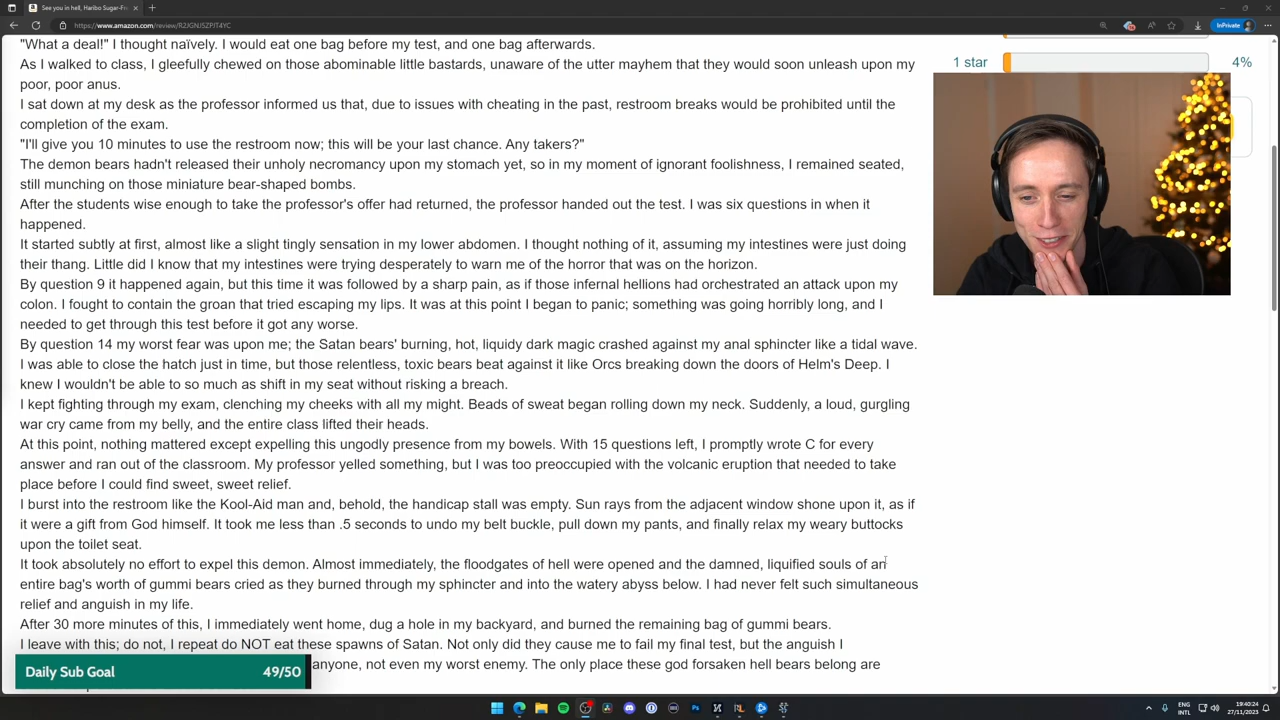 See you in hell, Haribo Sugar-Fr
https://www.amazon.com/review/R2JGNJ5ZPJT4YC
InPrivate
"What a deal!" I thought naïvely. I would eat one bag before my test, and one bag afterwards.
As I walked to class, I gleefully chewed on those abominable little bastards, unaware of the utter mayhem that they would soon unleash upon my
poor, poor anus.
I sat down at my desk as the professor informed us that, due to issues with cheating in the past, restroom breaks would be prohibited until the
completion of the exam.
"I'll give you 10 minutes to use the restroom now; this will be your last chance. Any takers?"
The demon bears hadn't released their unholy necromancy upon my stomach yet, so in my moment of ignorant foolishness, I remained seated,
still munching on those miniature bear-shaped bombs.
After the students wise enough to take the professor's offer had returned, the professor handed out the test. I was six questions in when it
happened.
It started subtly at first, almost like a slight tingly sensation in my lower abdomen. I thought nothing of it, assuming my intestines were just doing
their thang. Little did I know that my intestines were trying desperately to warn me of the horror that was on the horizon.
By question 9 it happened again, but this time it was followed by a sharp pain, as if those infernal hellions had orchestrated an attack upon my
colon. I fought to contain the groan that tried escaping my lips. It was at this point I began to panic; something was going horribly long, and I
needed to get through this test before it got any worse.
By question 14 my worst fear was upon me; the Satan bears' burning, hot, liquidy dark magic crashed against my anal sphincter like a tidal wave.
I was able to close the hatch just in time, but those relentless, toxic bears beat against it like Orcs breaking down the doors of Helm's Deep. I
knew I wouldn't be able to so much as shift in my seat without risking a breach.
I kept fighting through my exam, clenching my cheeks with all my might. Beads of sweat began rolling down my neck. Suddenly, a loud, gurgling
war cry came from my belly, and the entire class lifted their heads.
At this point, nothing mattered except expelling this ungodly presence from my bowels. With 15 questions left, I promptly wrote C for every
answer and ran out of the classroom. My professor yelled something, but I was too preoccupied with the volcanic eruption that needed to take
place before I could find sweet, sweet relief.
I burst into the restroom like the Kool-Aid man and, behold, the handicap stall was empty. Sun rays from the adjacent window shone upon it, as if
it were a gift from God himself. It took me less than .5 seconds to undo my belt buckle, pull down my pants, and finally relax my weary buttocks
upon the toilet seat.
It took absolutely no effort to expel this demon. Almost immediately, the floodgates of hell were opened and the damned, liquified souls of an
entire bag's worth of gummi bears cried as they burned through my sphincter and into the watery abyss below. I had never felt such simultaneous
relief and anguish in my life.
After 30 more minutes of this, I immediately went home, dug a hole in my backyard, and burned the remaining bag of gummi bears.
I leave with this; do not, I repeat do NOT eat these spawns of Satan. Not only did they cause me to fail my final test, but the anguish I
anyone, not even my worst enemy. The only place these god forsaken hell bears belong are
1 star 4%
Daily Sub Goal 49/50
ENG
INTL
19:40:24
27/11/2023